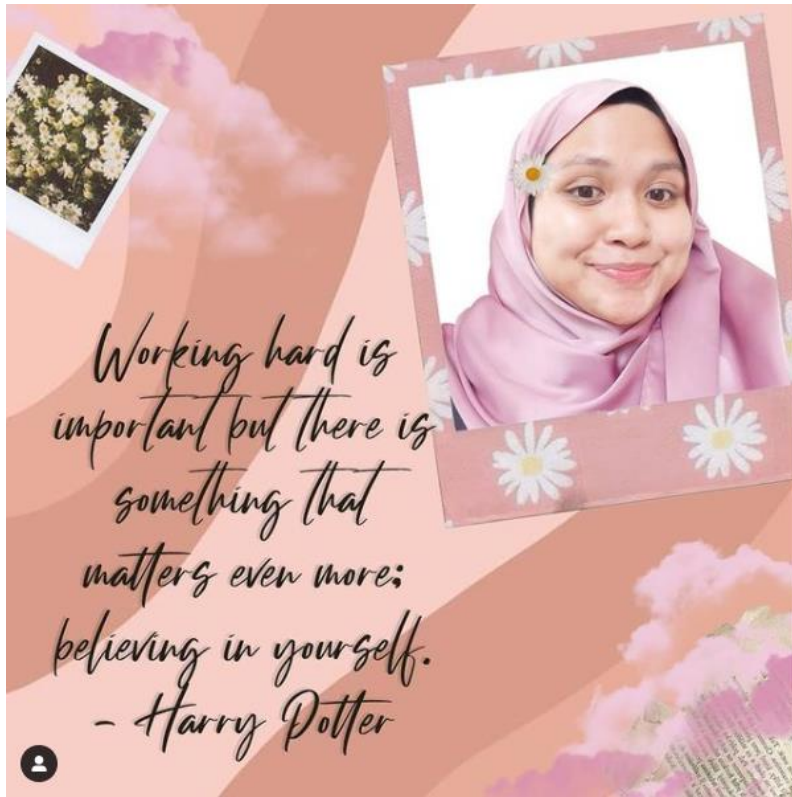 Working hard is
important but there is
something that
matters even more;
believing in yourself.
- Harry Potter